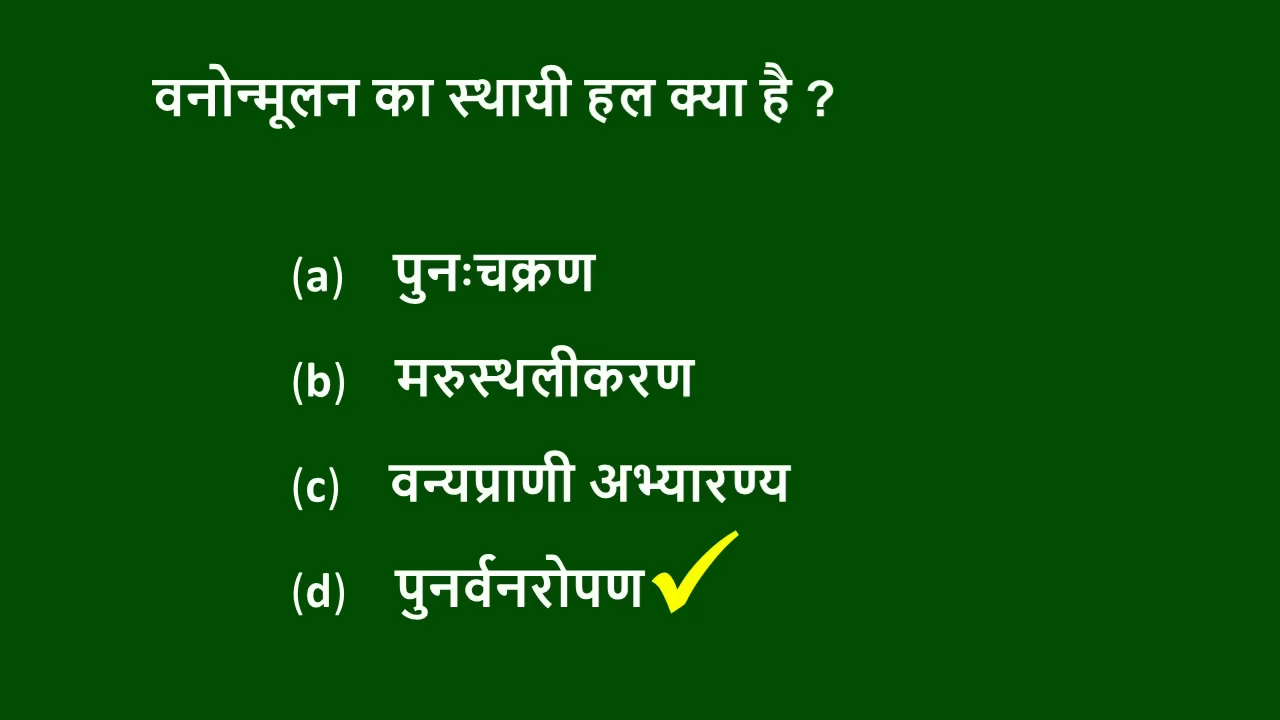 वनोन्मूलन का स्थायी हल क्या है ?
(a) पुनःचक्रण
(b) मरुस्थलीकरण
(c) वन्यप्राणी अभ्यारण्य
(d) पुनर्वनरोपण